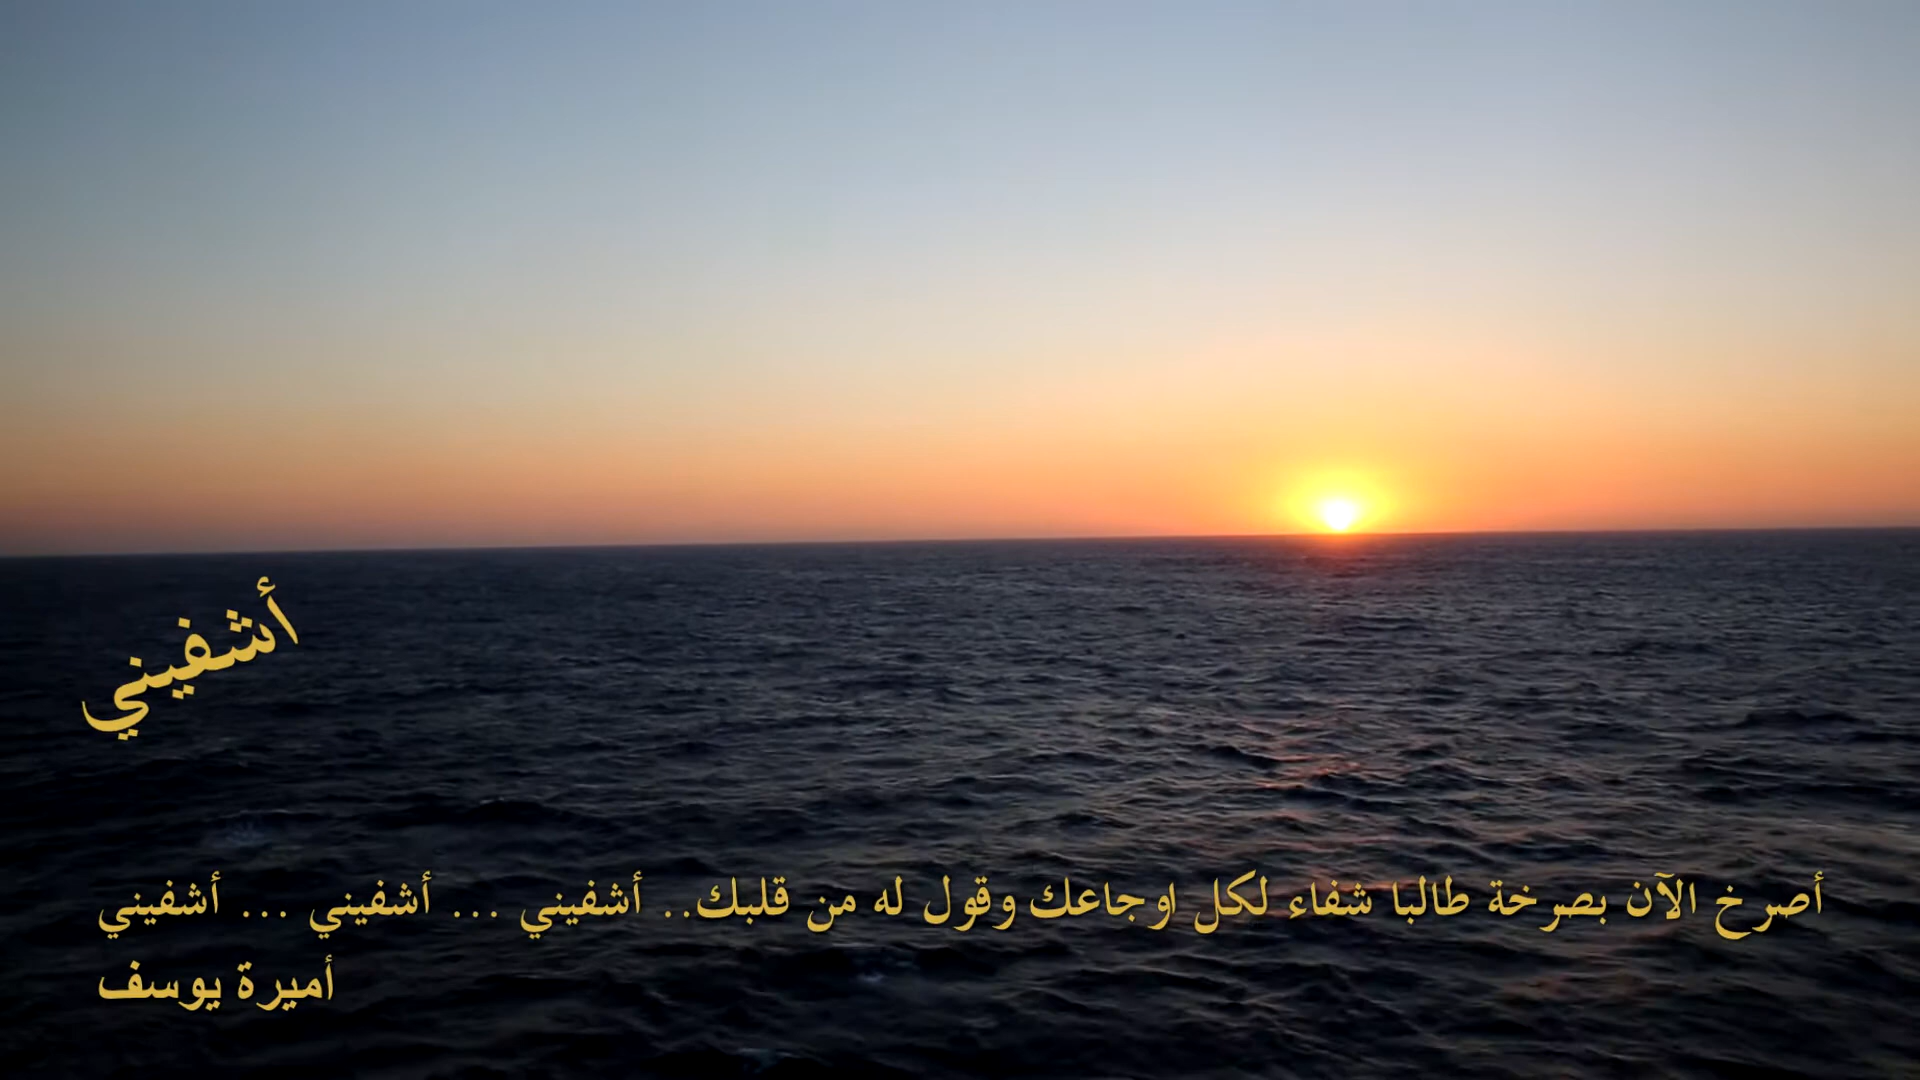 أشفيني
أصرخ الآن بصرخة طالبا شفاء لكل اوجاعك وقول له من قلبك.. أشفيني ... أشفيني ... أشفيني
أميرة يوسف